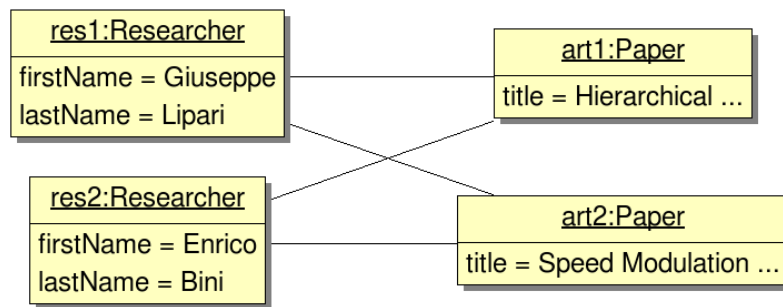 res1:Researcher
firstName = Giuseppe
lastName = Lipari
art1:Paper
title = Hierarchical ...
res2:Researcher
firstName = Enrico
lastName = Bini
art2:Paper
title = Speed Modulation ...